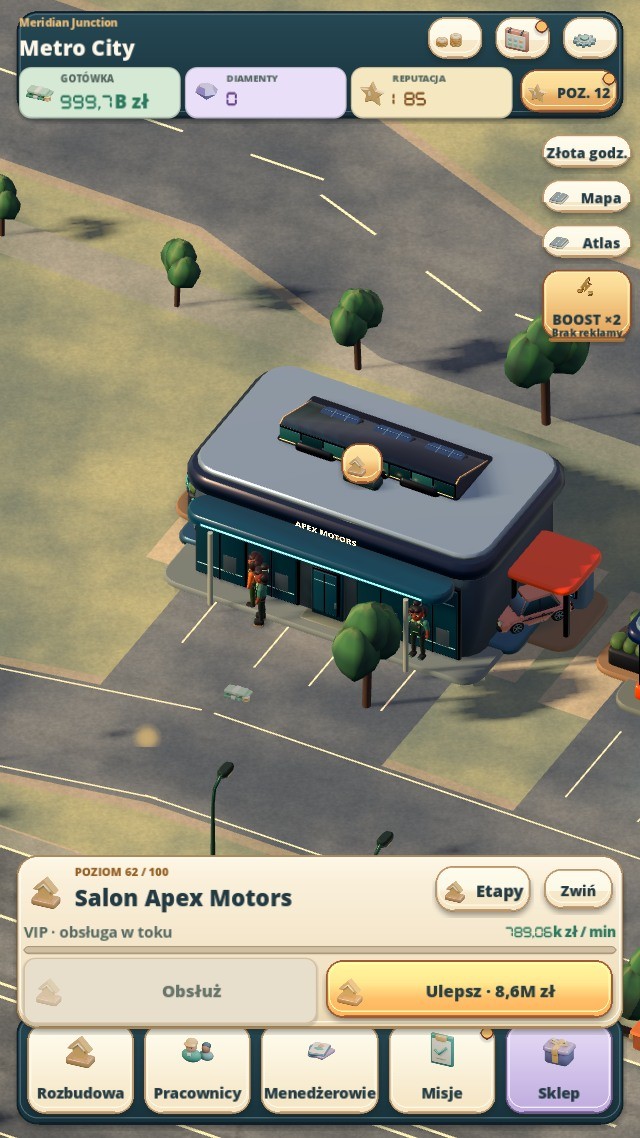 Meridian Junction
Metro City
GOTÓWKA
999,7B zł
DIAMENTY
0
REPUTACJA
185
POZ. 12
Złota godz.
Mapa
Atlas
BOOST ×2
Brak reklamy
APEX MOTORS
POZIOM 62 / 100
Salon Apex Motors
Etapy
Zwiń
VIP · obsługa w toku
789,06k zł / min
Obsłuż
Ulepsz · 8,6M zł
Rozbudowa
Pracownicy
Menedżerowie
Misje
Sklep